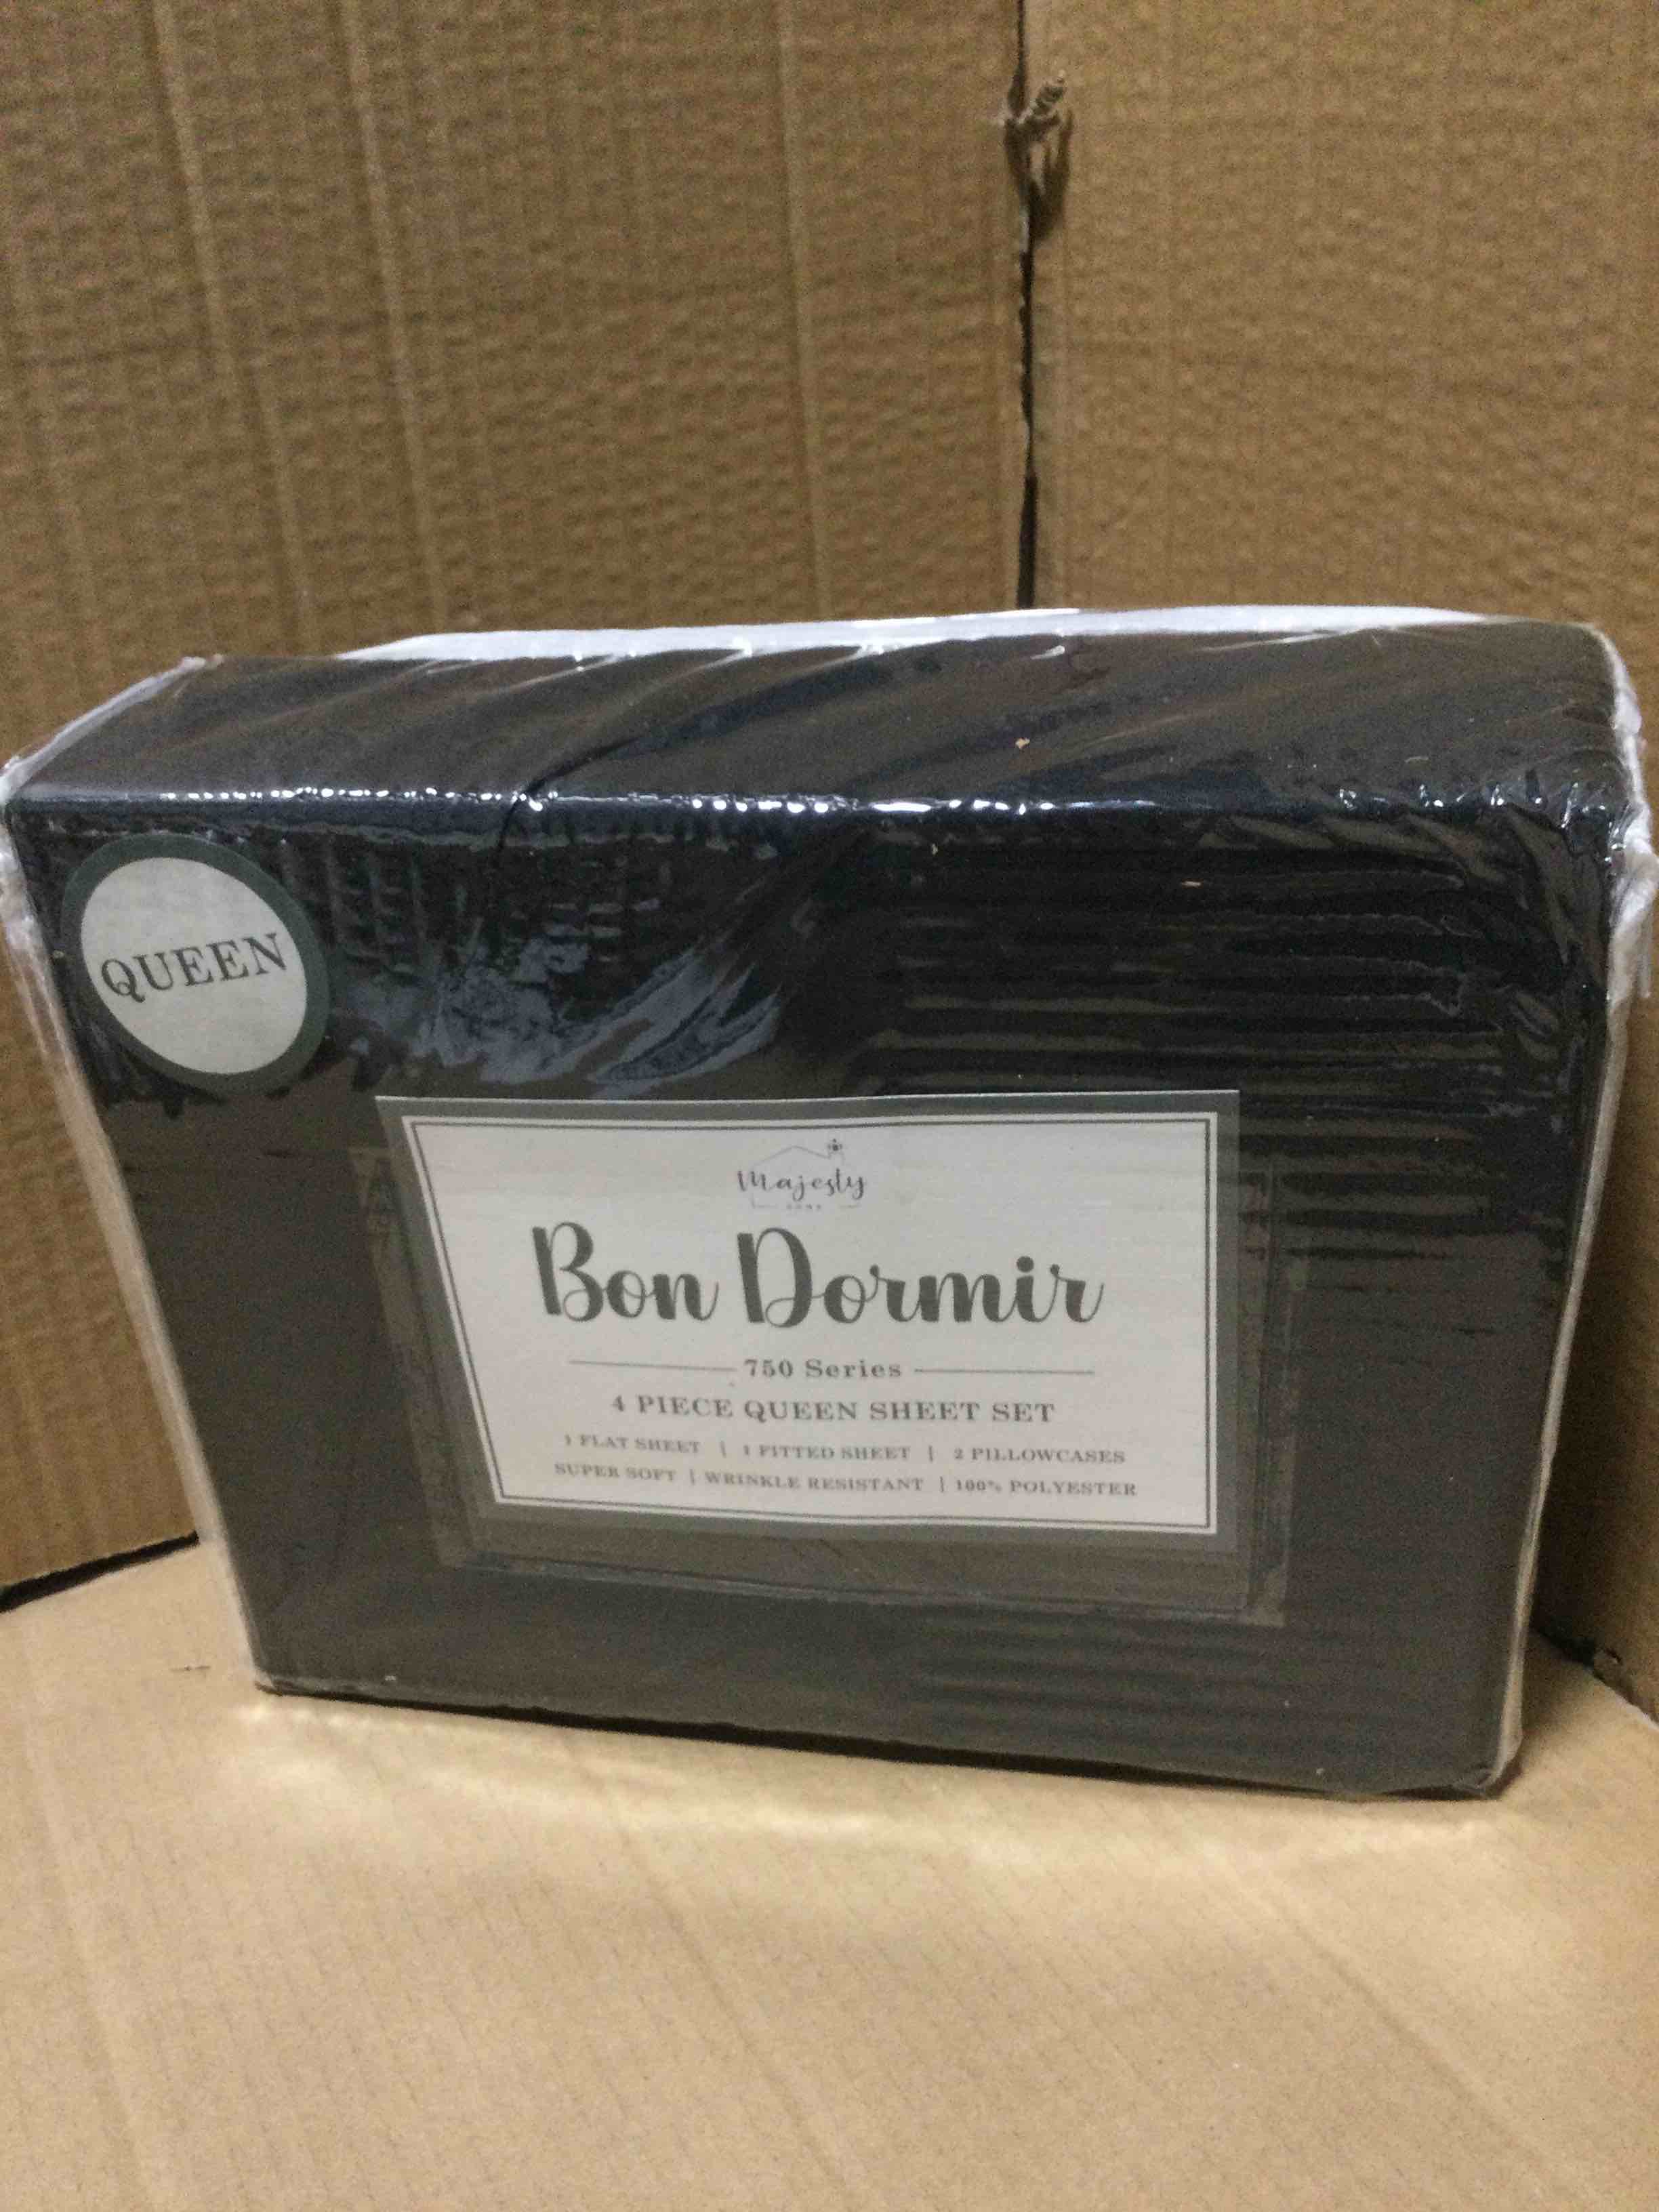 QUEEN
Majesty
HOME
Bon Dormir
750 Series
4 PIECE QUEEN SHEET SET
1 FLAT SHEET | 1 FITTED SHEET | 2 PILLOWCASES
SUPER SOFT | WRINKLE RESISTANT | 100% POLYESTER